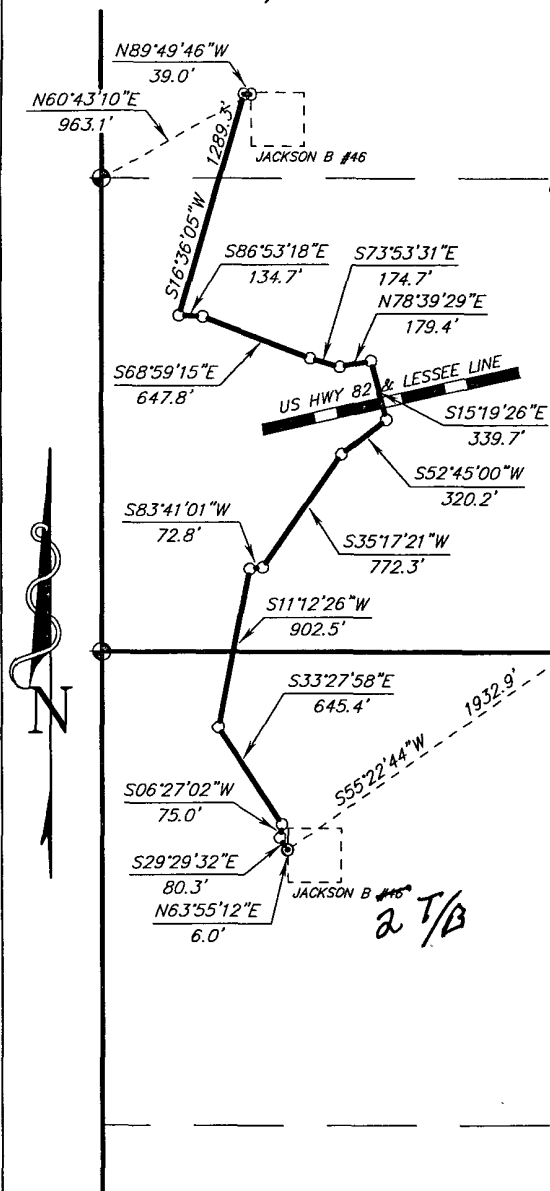 N89°49'46"W
39.0'
N60°43'10"E
963.1'
1289.3'
JACKSON B #46
S16°36'05"W
S86°53'18"E
134.7'
S73°53'31"E
174.7'
N78°39'29"E
179.4'
S68°59'15"E
647.8'
US HWY 82 & LESSEE LINE
S15°19'26"E
339.7'
S52°45'00"W
320.2'
S83°41'01"W
72.8'
S35°17'21"W
772.3'
S11°12'26"W
902.5'
N
S33°27'58"E
645.4'
1932.9'
S55°22'44"W
S06°27'02"W
75.0'
S29°29'32"E
80.3'
JACKSON B
N63°55'12"E
6.0'
2 T/B